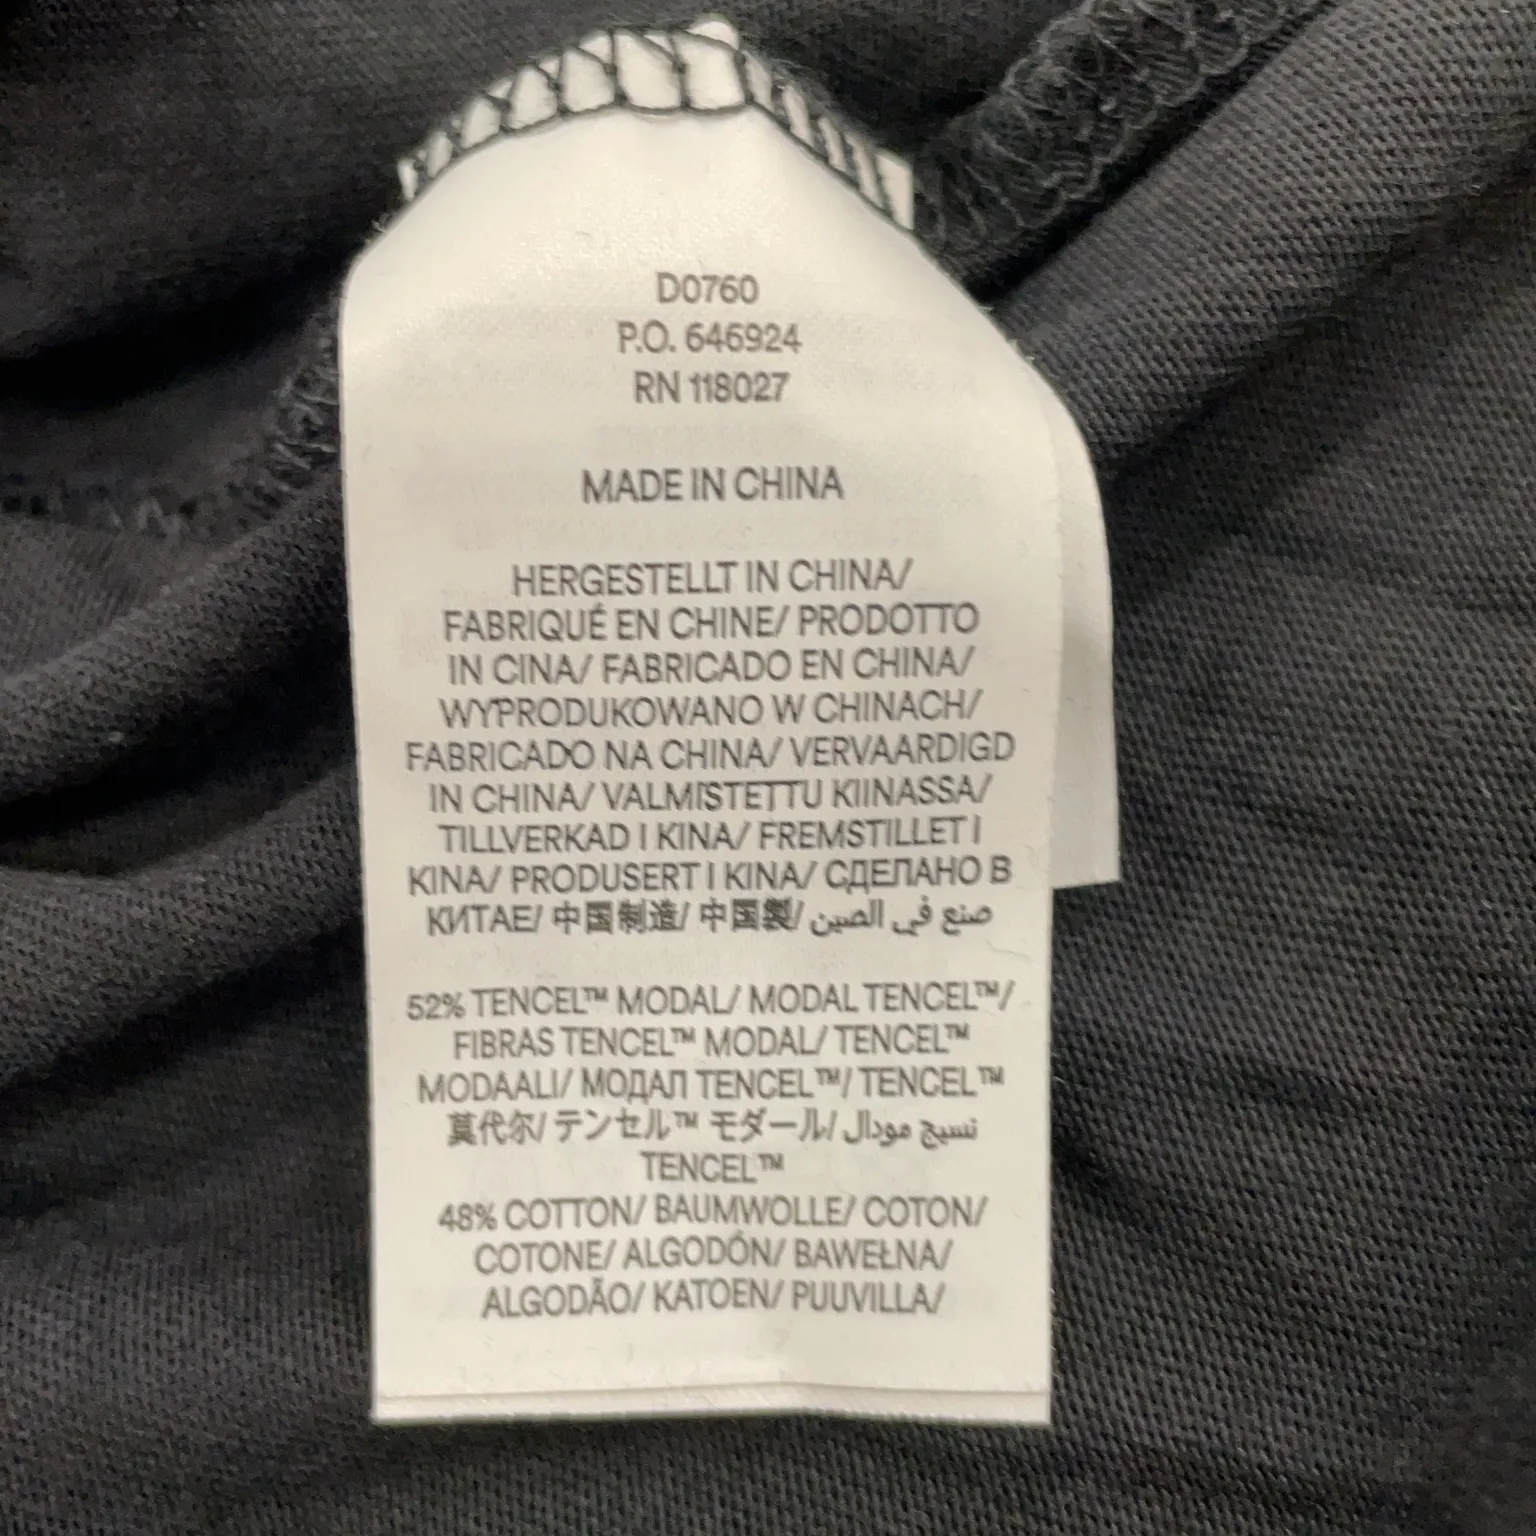 D0760
P.O. 646924
RN 118027
MADE IN CHINA
HERGESTELLT IN CHINA/
FABRIQUÉ EN CHINE/ PRODOTTO
IN CINA/ FABRICADO EN CHINA/
WYPRODUKOWANO W CHINACH/
FABRICADO NA CHINA/ VERVAARDIGD
IN CHINA/ VALMISTETTU KIINASSA/
TILLVERKAD I KINA/ FREMSTILLET I
KINA/ PRODUSERT I KINA/ СДЕЛАНО В
КИТАЕ/ 中国制造/ 中国製/ صنع في الصين
52% TENCEL™ MODAL/ MODAL TENCEL™/
FIBRAS TENCEL™ MODAL/ TENCEL™
MODAALI/ МОДАЛ TENCEL™/ TENCEL™
莫代尔/ テンセル™ モダール/ نسيج مودال
TENCEL™
48% COTTON/ BAUMWOLLE/ COTON/
COTONE/ ALGODÓN/ BAWEŁNA/
ALGODÃO/ KATOEN/ PUUVILLA/